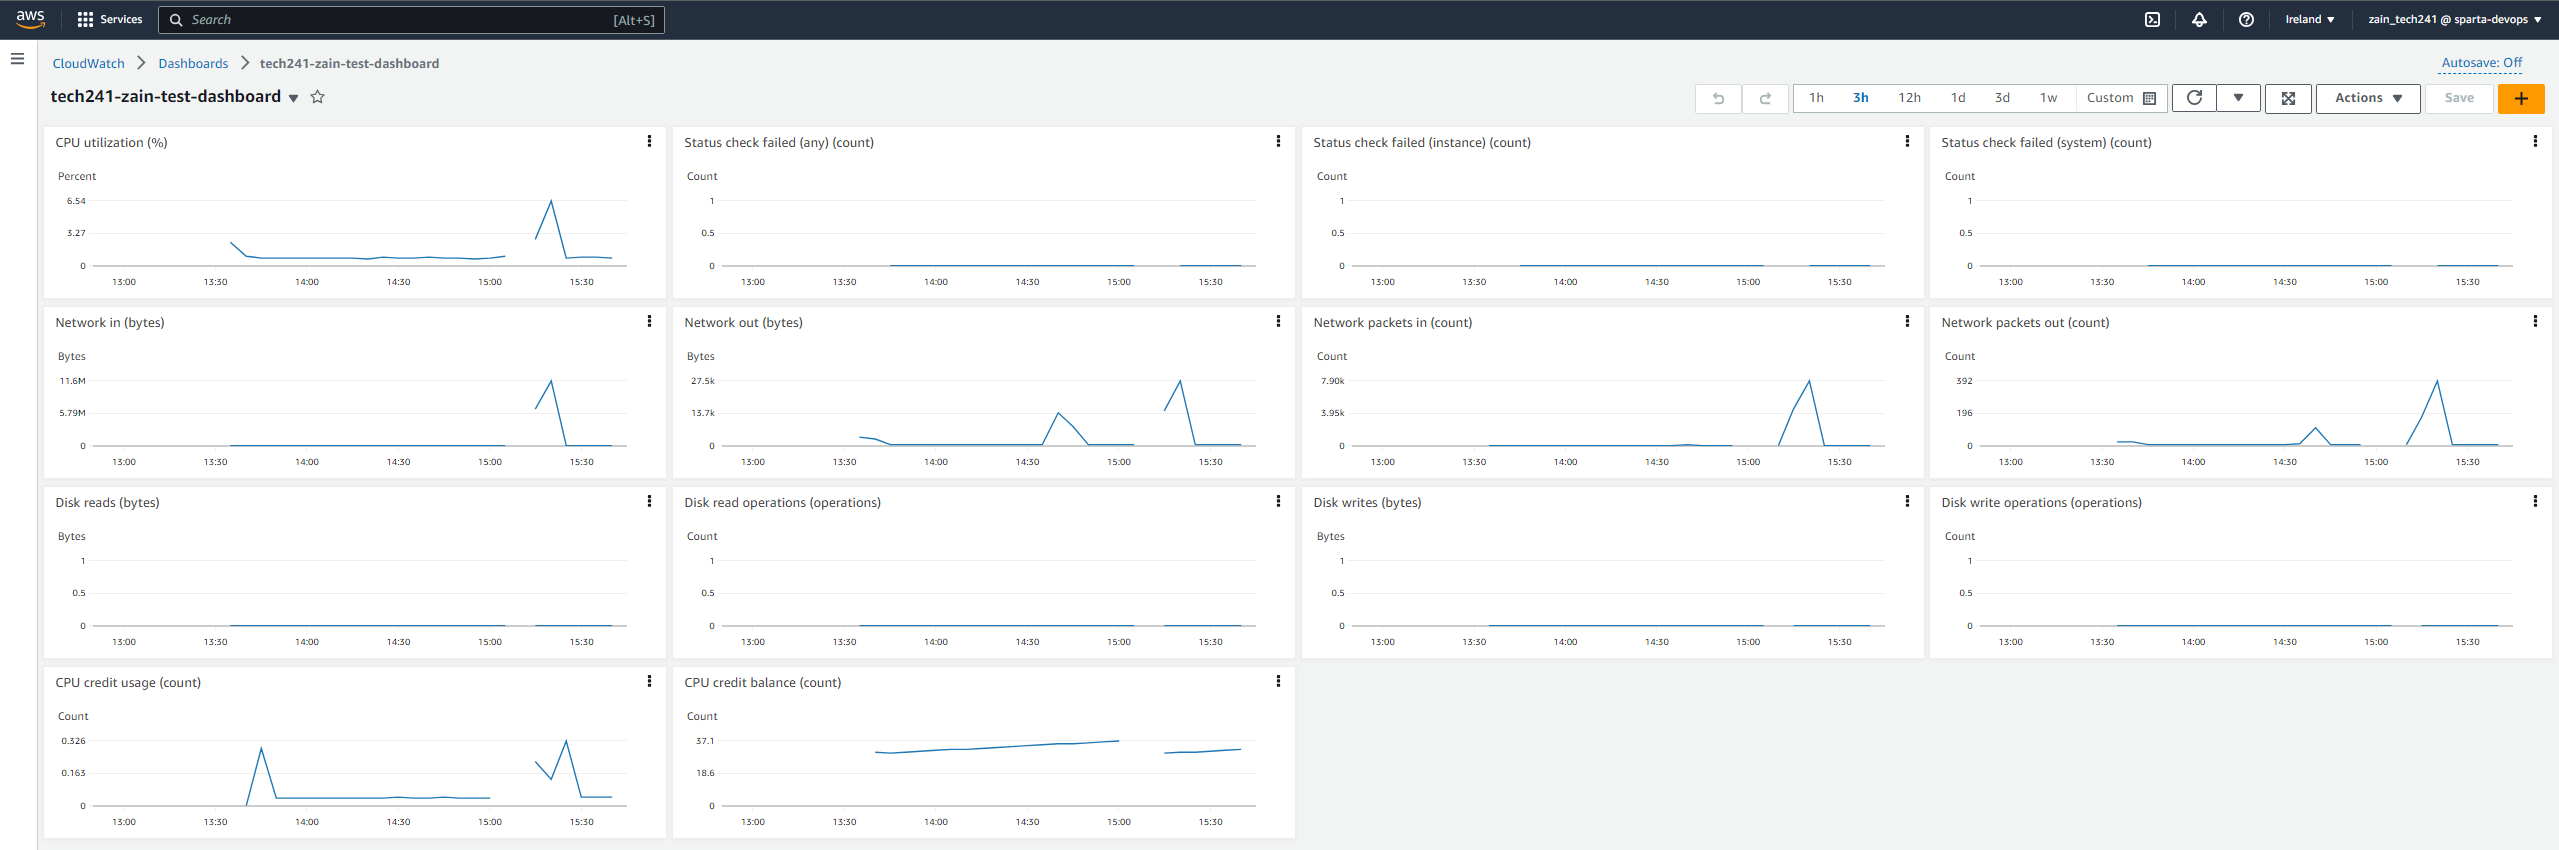 aws Services Search [Alt+S] Ireland zain_tech241 @ sparta-devops
CloudWatch Dashboards tech241-zain-test-dashboard Autosave: Off
tech241-zain-test-dashboard 1h 3h 12h 1d 3d 1w Custom Actions Save
CPU utilization (%)
Percent
6.54
3.27
0
13:00 13:30 14:00 14:30 15:00 15:30
Status check failed (any) (count)
Count
1
0.5
0
13:00 13:30 14:00 14:30 15:00 15:30
Status check failed (instance) (count)
Count
1
0.5
0
13:00 13:30 14:00 14:30 15:00 15:30
Status check failed (system) (count)
Count
1
0.5
0
13:00 13:30 14:00 14:30 15:00 15:30
Network in (bytes)
Bytes
11.6M
5.79M
0
13:00 13:30 14:00 14:30 15:00 15:30
Network out (bytes)
Bytes
27.5k
13.7k
0
13:00 13:30 14:00 14:30 15:00 15:30
Network packets in (count)
Count
7.90k
3.95k
0
13:00 13:30 14:00 14:30 15:00 15:30
Network packets out (count)
Count
392
196
0
13:00 13:30 14:00 14:30 15:00 15:30
Disk reads (bytes)
Bytes
1
0.5
0
13:00 13:30 14:00 14:30 15:00 15:30
Disk read operations (operations)
Count
1
0.5
0
13:00 13:30 14:00 14:30 15:00 15:30
Disk writes (bytes)
Bytes
1
0.5
0
13:00 13:30 14:00 14:30 15:00 15:30
Disk write operations (operations)
Count
1
0.5
0
13:00 13:30 14:00 14:30 15:00 15:30
CPU credit usage (count)
Count
0.326
0.163
0
13:00 13:30 14:00 14:30 15:00 15:30
CPU credit balance (count)
Count
37.1
18.6
0
13:00 13:30 14:00 14:30 15:00 15:30